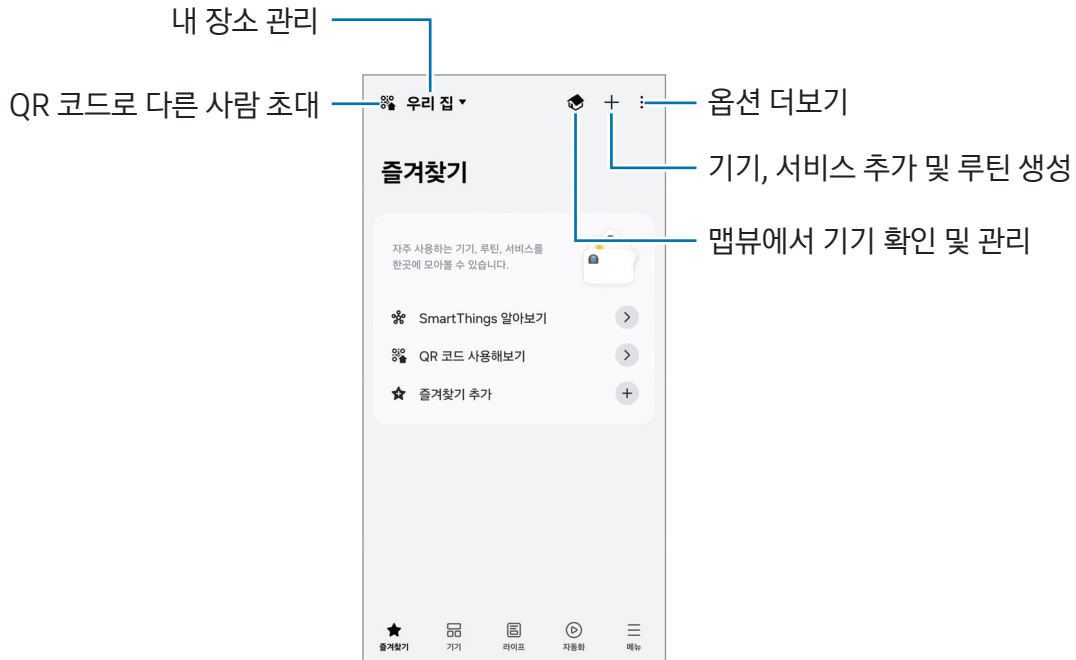 내 장소 관리
QR 코드로 다른 사람 초대
우리 집
옵션 더보기
기기, 서비스 추가 및 루틴 생성
맵뷰에서 기기 확인 및 관리
즐겨찾기
자주 사용하는 기기, 루틴, 서비스를
한곳에 모아볼 수 있습니다.
SmartThings 알아보기
QR 코드 사용해보기
즐겨찾기 추가
즐겨찾기
기기
라이프
자동화
메뉴